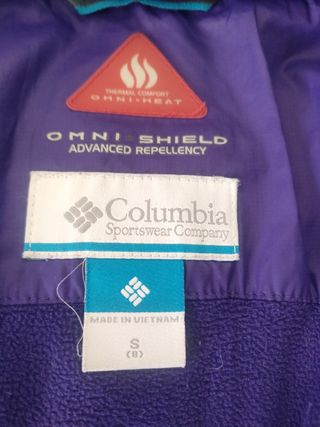 THERMAL COMFORT
OMNI-HEAT
OMNI-SHIELD
ADVANCED REPELLENCY
Columbia
Sportswear Company
MADE IN VIETNAM
S
(8)